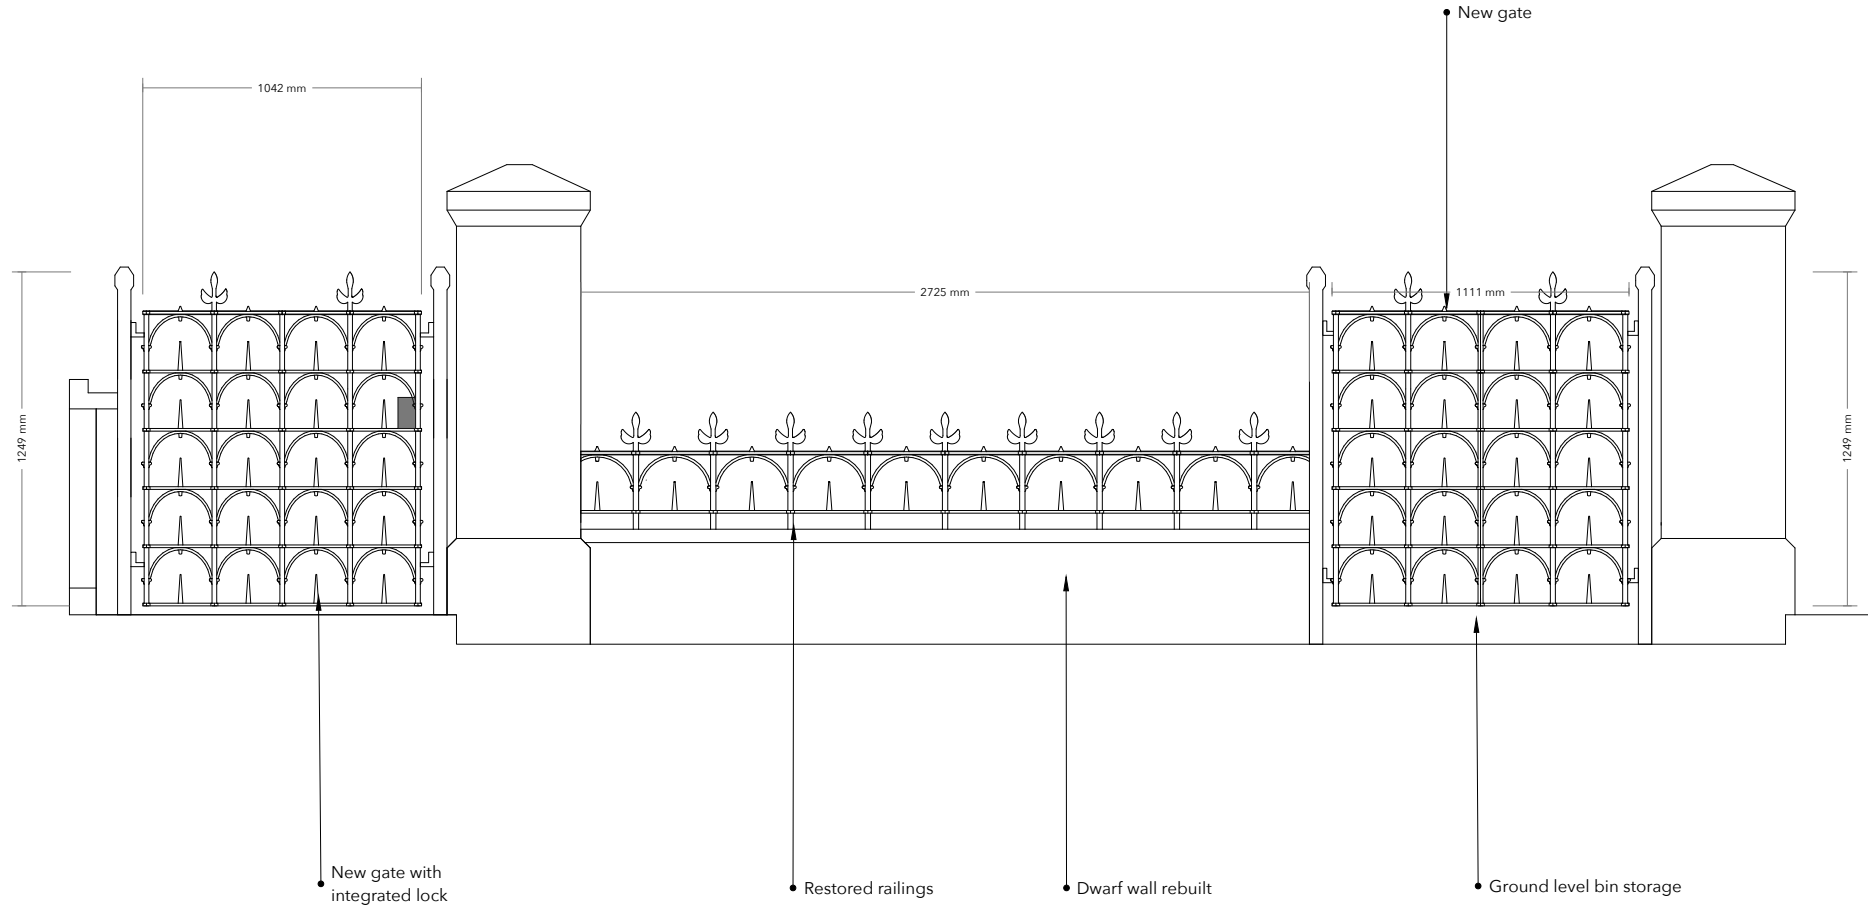 New gate
1042 mm
2725 mm
1111 mm
1249 mm
1249 mm
New gate with
integrated lock
Restored railings
Dwarf wall rebuilt
Ground level bin storage